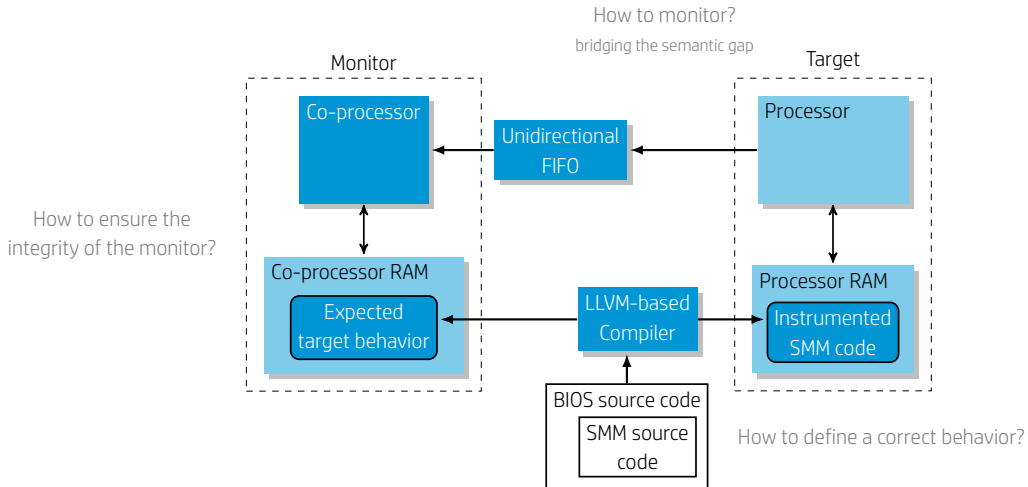 How to monitor?
bridging the semantic gap
Monitor
Target
Co-processor
Processor
Unidirectional
FIFO
How to ensure the
integrity of the monitor?
Co-processor RAM
Expected
target behavior
LLVM-based
Compiler
Processor RAM
Instrumented
SMM code
BIOS source code
SMM source
code
How to define a correct behavior?